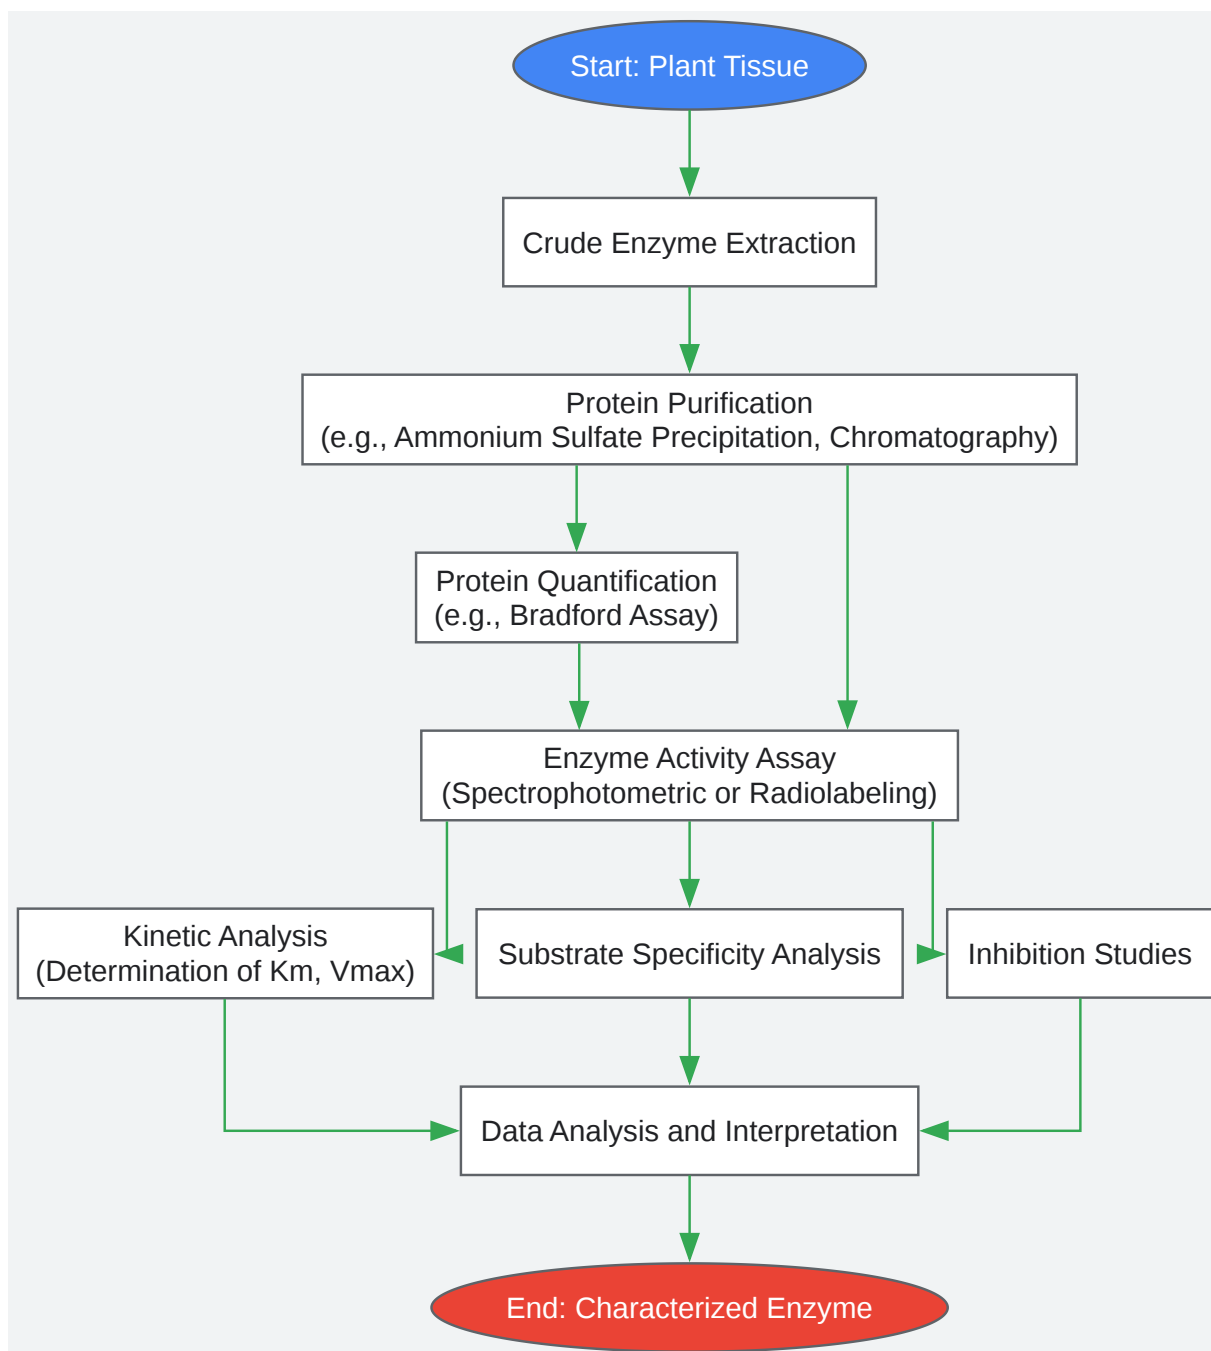 Start: Plant Tissue
Crude Enzyme Extraction
Protein Purification
(e.g., Ammonium Sulfate Precipitation, Chromatography)
Protein Quantification
(e.g., Bradford Assay)
Enzyme Activity Assay
(Spectrophotometric or Radiolabeling)
Kinetic Analysis
(Determination of Km, Vmax)
Substrate Specificity Analysis
Inhibition Studies
Data Analysis and Interpretation
End: Characterized Enzyme